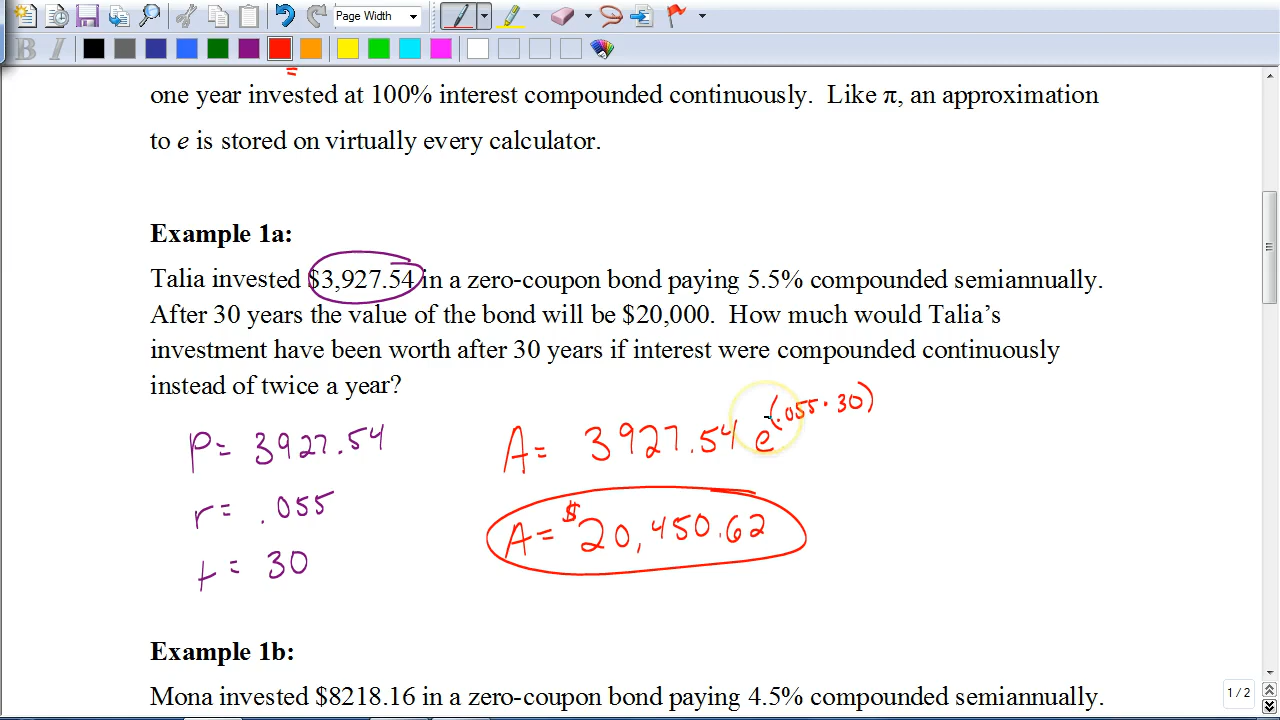 Page Width
B I
one year invested at 100% interest compounded continuously. Like π, an approximation
to e is stored on virtually every calculator.
Example 1a:
Talia invested $3,927.54 in a zero-coupon bond paying 5.5% compounded semiannually.
After 30 years the value of the bond will be $20,000. How much would Talia's
investment have been worth after 30 years if interest were compounded continuously
instead of twice a year?
P= 3927.54
r= .055
t= 30
A= 3927.54 e^(.055·30)
A= $20,450.62
Example 1b:
Mona invested $8218.16 in a zero-coupon bond paying 4.5% compounded semiannually.
1 / 2